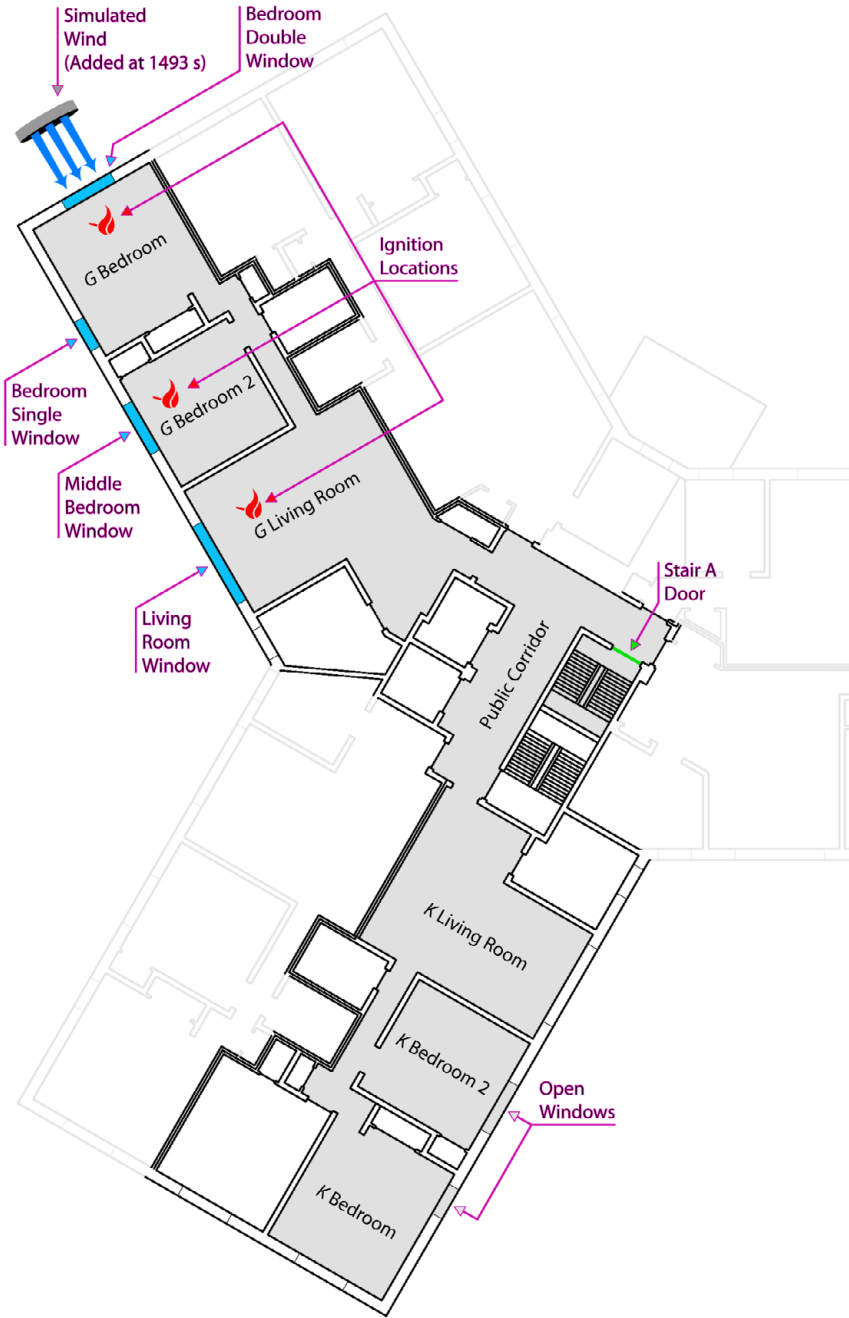 Simulated
Wind
(Added at 1493 s)
Bedroom
Double
Window
G Bedroom
Ignition
Locations
Bedroom
Single
Window
G Bedroom 2
Middle
Bedroom
Window
G Living Room
Stair A
Door
Living
Room
Window
Public Corridor
K Living Room
K Bedroom 2
Open
Windows
K Bedroom